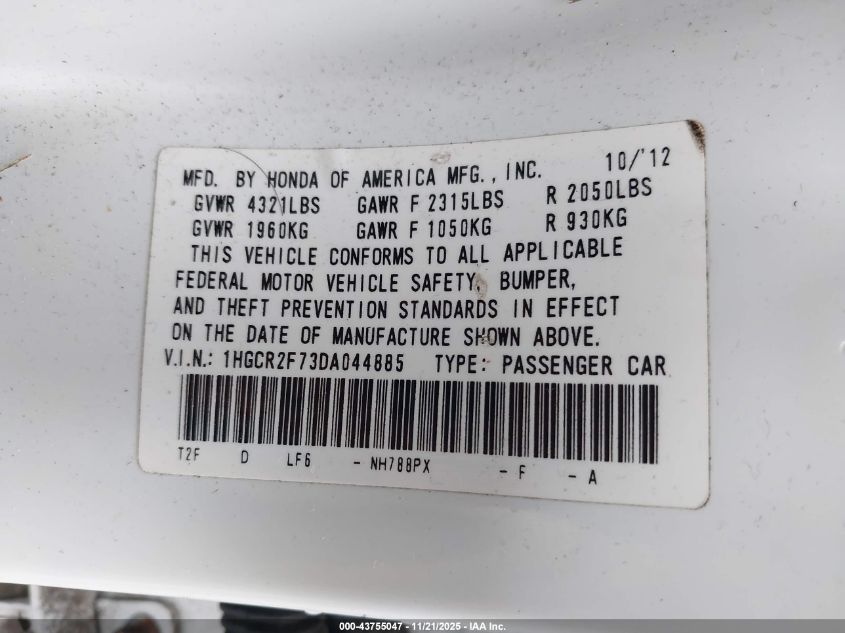 MFD. BY HONDA OF AMERICA MFG., INC. 10/'12
GVWR 4321LBS GAWR F 2315LBS R 2050LBS
GVWR 1960KG GAWR F 1050KG R 930KG
THIS VEHICLE CONFORMS TO ALL APPLICABLE
FEDERAL MOTOR VEHICLE SAFETY, BUMPER,
AND THEFT PREVENTION STANDARDS IN EFFECT
ON THE DATE OF MANUFACTURE SHOWN ABOVE.
V.I.N.: 1HGCR2F73DA044885 TYPE: PASSENGER CAR
T2F D LF6 - NH788PX - F - A
000-43755047 - 11/21/2025 - IAA Inc.